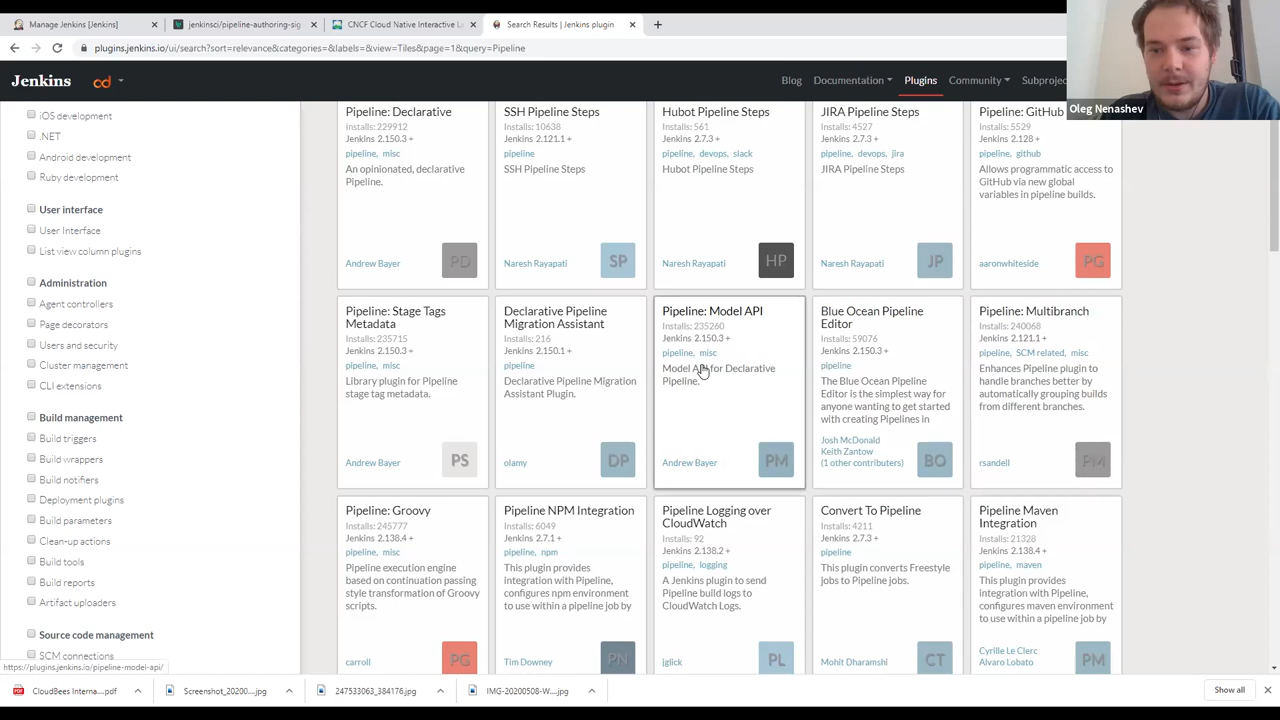 Manage Jenkins [Jenkins]
jenkinsci/pipeline-authoring-sig
CNCF Cloud Native Interactive La
Search Results | Jenkins plugin
plugins.jenkins.io/ui/search?sort=relevance&categories=&labels=&view=Tiles&page=1&query=Pipeline
Oleg Nenashev
Jenkins
cd
Blog
Documentation
Plugins
Community
Subproj
iOS development
.NET
Android development
Ruby development
User interface
User Interface
List view column plugins
Administration
Agent controllers
Page decorators
Users and security
Cluster management
CLI extensions
Build management
Build triggers
Build wrappers
Build notifiers
Deployment plugins
Build parameters
Clean-up actions
Build tools
Build reports
Artifact uploaders
Source code management
SCM connections
Pipeline: Declarative
Installs: 229912
Jenkins 2.150.3 +
pipeline, misc
An opinionated, declarative
Pipeline.
Andrew Bayer
PD
SSH Pipeline Steps
Installs: 10638
Jenkins 2.121.1 +
pipeline
SSH Pipeline Steps
Naresh Rayapati
SP
Hubot Pipeline Steps
Installs: 561
Jenkins 2.7.3 +
pipeline, devops, slack
Hubot Pipeline Steps
Naresh Rayapati
HP
JIRA Pipeline Steps
Installs: 4527
Jenkins 2.7.3 +
pipeline, devops, jira
JIRA Pipeline Steps
Naresh Rayapati
JP
Pipeline: GitHub
Installs: 5529
Jenkins 2.128 +
pipeline, github
Allows programmatic access to
GitHub via new global
variables in pipeline builds.
aaronwhiteside
PG
Pipeline: Stage Tags
Metadata
Installs: 235715
Jenkins 2.150.3 +
pipeline, misc
Library plugin for Pipeline
stage tag metadata.
Andrew Bayer
PS
Declarative Pipeline
Migration Assistant
Installs: 216
Jenkins 2.150.1 +
pipeline
Declarative Pipeline Migration
Assistant Plugin.
olamy
DP
Pipeline: Model API
Installs: 235260
Jenkins 2.150.3 +
pipeline, misc
Model API for Declarative
Pipeline.
Andrew Bayer
PM
Blue Ocean Pipeline
Editor
Installs: 59076
Jenkins 2.150.3 +
pipeline
The Blue Ocean Pipeline
Editor is the simplest way for
anyone wanting to get started
with creating Pipelines in
Josh McDonald
Keith Zantow
(1 other contributers)
BO
Pipeline: Multibranch
Installs: 240068
Jenkins 2.121.1 +
pipeline, SCM related, misc
Enhances Pipeline plugin to
handle branches better by
automatically grouping builds
from different branches.
rsandell
PM
Pipeline: Groovy
Installs: 245777
Jenkins 2.138.4 +
pipeline, misc
Pipeline execution engine
based on continuation passing
style transformation of Groovy
scripts.
carroll
PG
Pipeline NPM Integration
Installs: 6049
Jenkins 2.7.1 +
pipeline, npm
This plugin provides
integration with Pipeline,
configures npm environment
to use within a pipeline job by
Tim Downey
PN
Pipeline Logging over
CloudWatch
Installs: 92
Jenkins 2.138.2 +
pipeline, logging
A Jenkins plugin to send
Pipeline build logs to
CloudWatch Logs.
jglick
PL
Convert To Pipeline
Installs: 4211
Jenkins 2.7.3 +
pipeline
This plugin converts Freestyle
jobs to Pipeline jobs.
Mohit Dharamshi
CT
Pipeline Maven
Integration
Installs: 21328
Jenkins 2.138.4 +
pipeline, maven
This plugin provides
integration with Pipeline,
configures maven environment
to use within a pipeline job by
Cyrille Le Clerc
Alvaro Lobato
PM
https://plugins.jenkins.io/pipeline-model-api/
CloudBees Interna....pdf
Screenshot_20200....jpg
247533063_384176.jpg
IMG-20200508-W....jpg
Show all